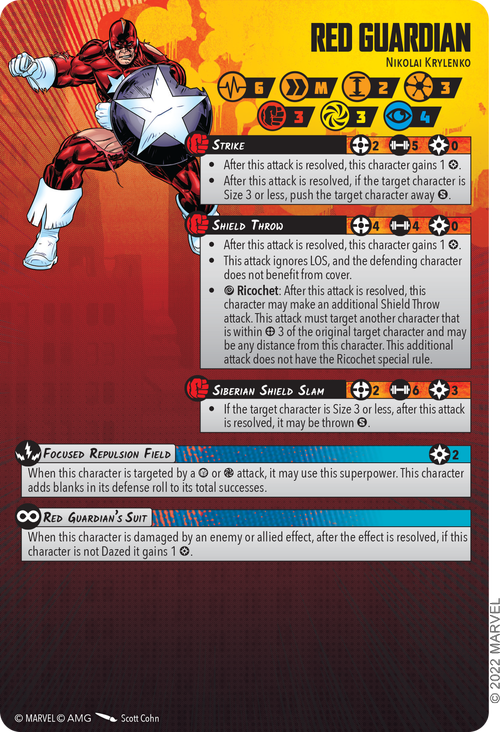 RED GUARDIAN
NIKOLAI KRYLENKO
6 M 2 3
3 3 4
STRIKE 2 5 0
• After this attack is resolved, this character gains 1 .
• After this attack is resolved, if the target character is
Size 3 or less, push the target character away S.
SHIELD THROW 4 4 0
• After this attack is resolved, this character gains 1 .
• This attack ignores LOS, and the defending character
does not benefit from cover.
• Ricochet: After this attack is resolved, this
character may make an additional Shield Throw
attack. This attack must target another character that
is within 3 of the original target character and may
be any distance from this character. This additional
attack does not have the Ricochet special rule.
SIBERIAN SHIELD SLAM 2 6 3
• If the target character is Size 3 or less, after this attack
is resolved, it may be thrown S.
FOCUSED REPULSION FIELD 2
When this character is targeted by a or attack, it may use this superpower. This character
adds blanks in its defense roll to its total successes.
RED GUARDIAN'S SUIT
When this character is damaged by an enemy or allied effect, after the effect is resolved, if this
character is not Dazed it gains 1 .
© MARVEL © AMG Scott Cohn
© 2022 MARVEL